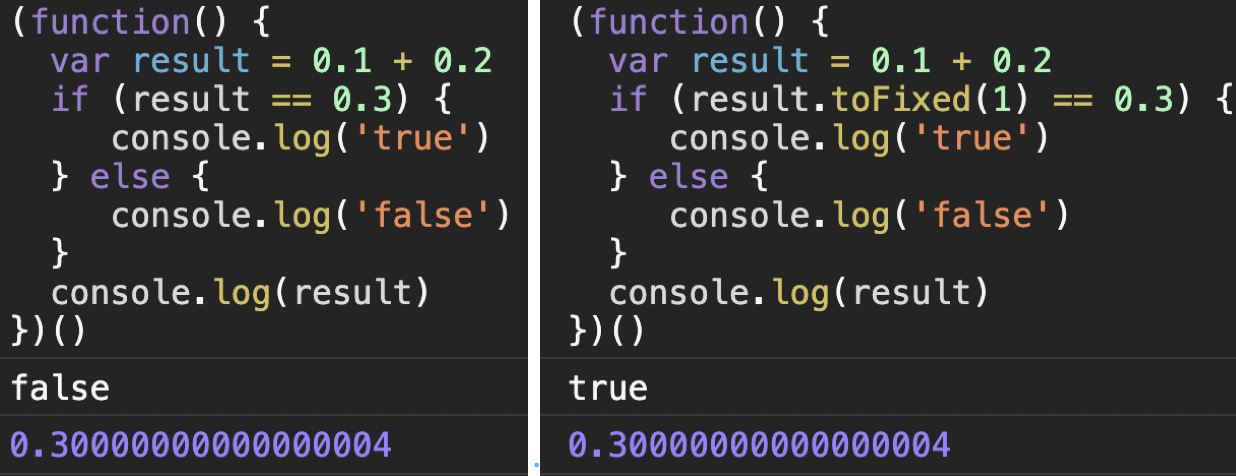 (function() {
  var result = 0.1 + 0.2
  if (result == 0.3) {
     console.log('true')
  } else {
     console.log('false')
  }
  console.log(result)
})()
false
0.30000000000000004
(function() {
  var result = 0.1 + 0.2
  if (result.toFixed(1) == 0.3) {
     console.log('true')
  } else {
     console.log('false')
  }
  console.log(result)
})()
true
0.30000000000000004